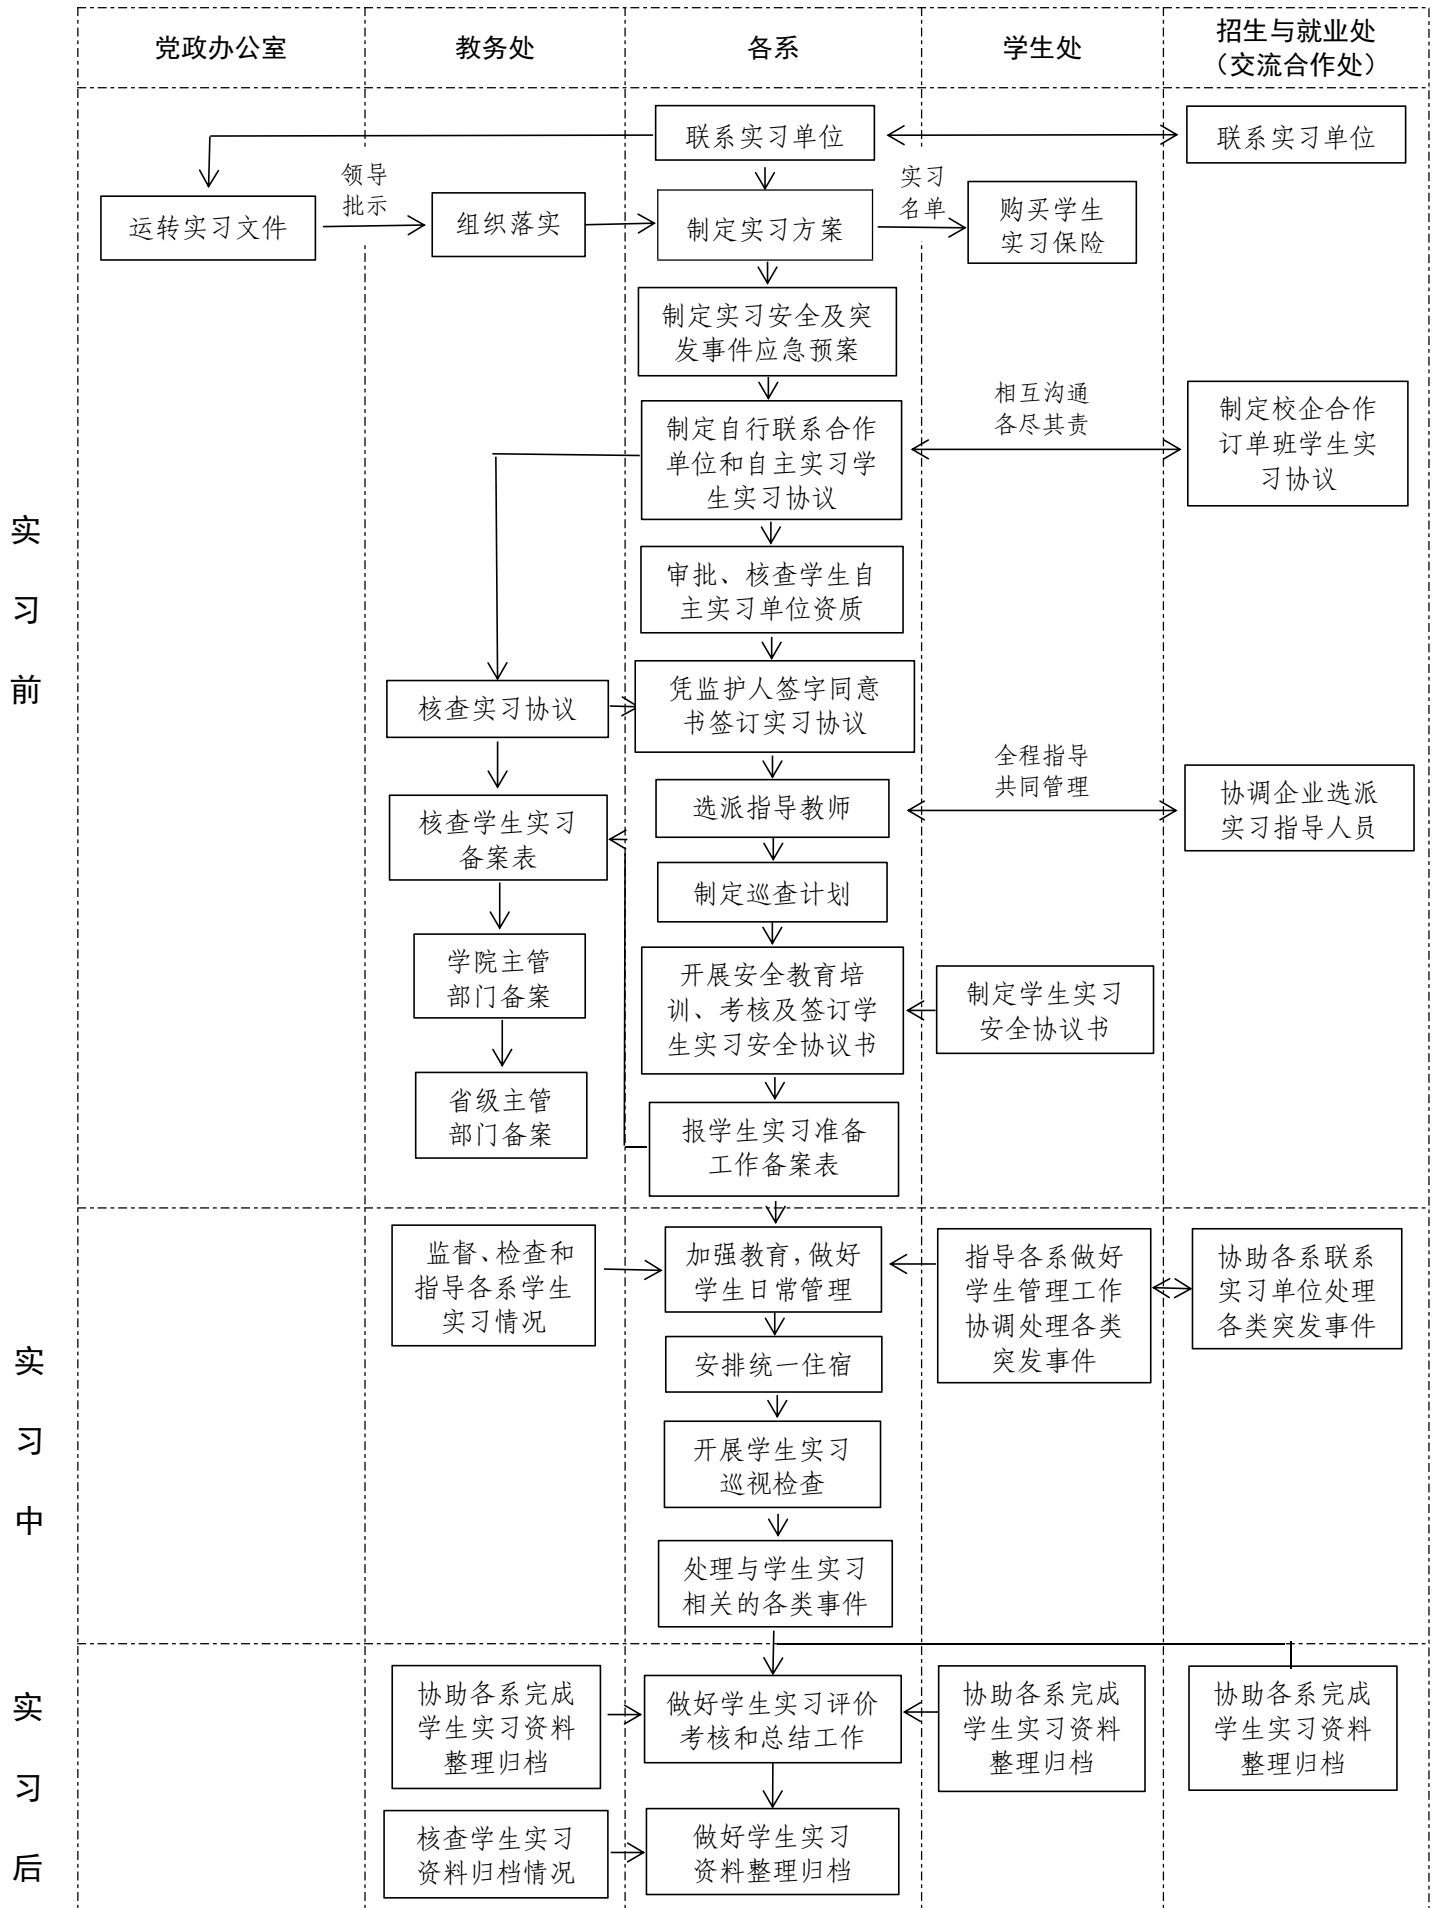 党政办公室
教务处
各系
学生处
招生与就业处
（交流合作处）
实习前
联系实习单位
联系实习单位
领导
批示
实习
名单
运转实习文件
组织落实
制定实习方案
购买学生
实习保险
制定实习安全及突
发事件应急预案
相互沟通
各尽其责
制定自行联系合作
单位和自主实习学
生实习协议
制定校企合作
订单班学生实
习协议
审批、核查学生自
主实习单位资质
核查实习协议
凭监护人签字同意
书签订实习协议
全程指导
共同管理
核查学生实习
备案表
选派指导教师
协调企业选派
实习指导人员
制定巡查计划
学院主管
部门备案
开展安全教育培
训、考核及签订学
生实习安全协议书
制定学生实习
安全协议书
省级主管
部门备案
报学生实习准备
工作备案表
实习中
监督、检查和
指导各系学生
实习情况
加强教育，做好
学生日常管理
指导各系做好
学生管理工作
协调处理各类
突发事件
协助各系联系
实习单位处理
各类突发事件
安排统一住宿
开展学生实习
巡视检查
处理与学生实习
相关的各类事件
实习后
协助各系完成
学生实习资料
整理归档
做好学生实习评价
考核和总结工作
协助各系完成
学生实习资料
整理归档
协助各系完成
学生实习资料
整理归档
核查学生实习
资料归档情况
做好学生实习
资料整理归档